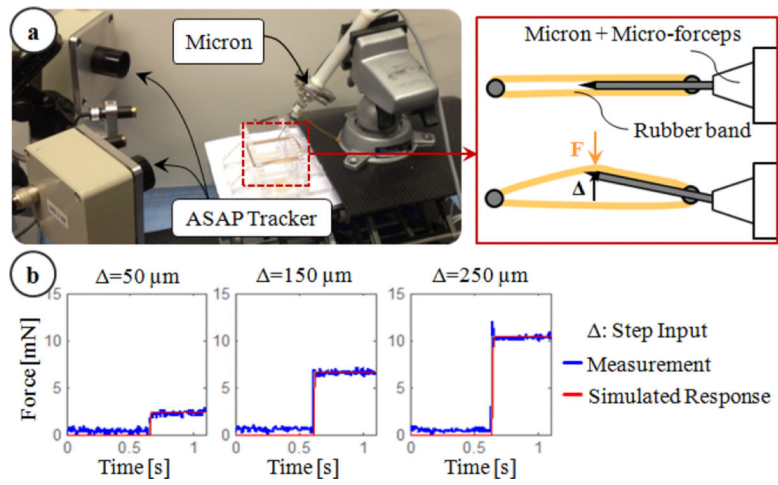 a
Micron
ASAP Tracker
Micron + Micro-forceps
Rubber band
F
Δ
b
Δ=50 μm
Δ=150 μm
Δ=250 μm
Force [mN]
15
10
5
0
0
0.5
1
Time [s]
15
10
5
0
0
0.5
1
Time [s]
15
10
5
0
0
0.5
1
Time [s]
Δ: Step Input
Measurement
Simulated Response